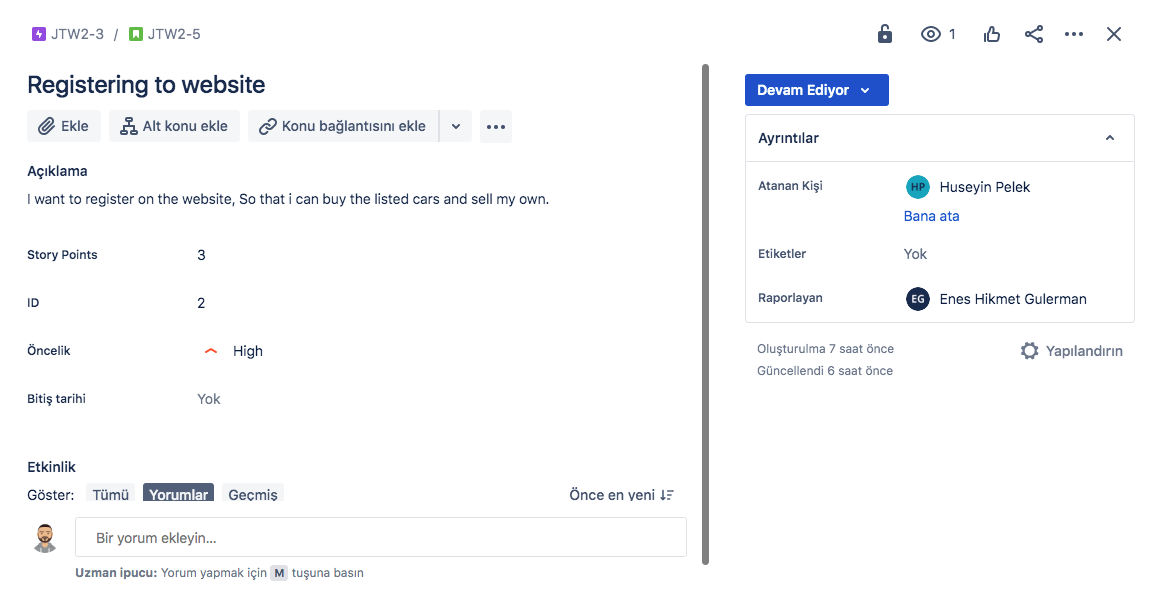 JTW2-3 / JTW2-5
1
Registering to website
Ekle
Alt konu ekle
Konu bağlantısını ekle
Açıklama
I want to register on the website, So that i can buy the listed cars and sell my own.
Story Points 3
ID 2
Öncelik High
Bitiş tarihi Yok
Etkinlik
Göster: Tümü Yorumlar Geçmiş Önce en yeni
Bir yorum ekleyin...
Uzman ipucu: Yorum yapmak için M tuşuna basın
Devam Ediyor
Ayrıntılar
Atanan Kişi HP Huseyin Pelek
Bana ata
Etiketler Yok
Raporlayan EG Enes Hikmet Gulerman
Oluşturulma 7 saat önce
Güncellendi 6 saat önce
Yapılandırın